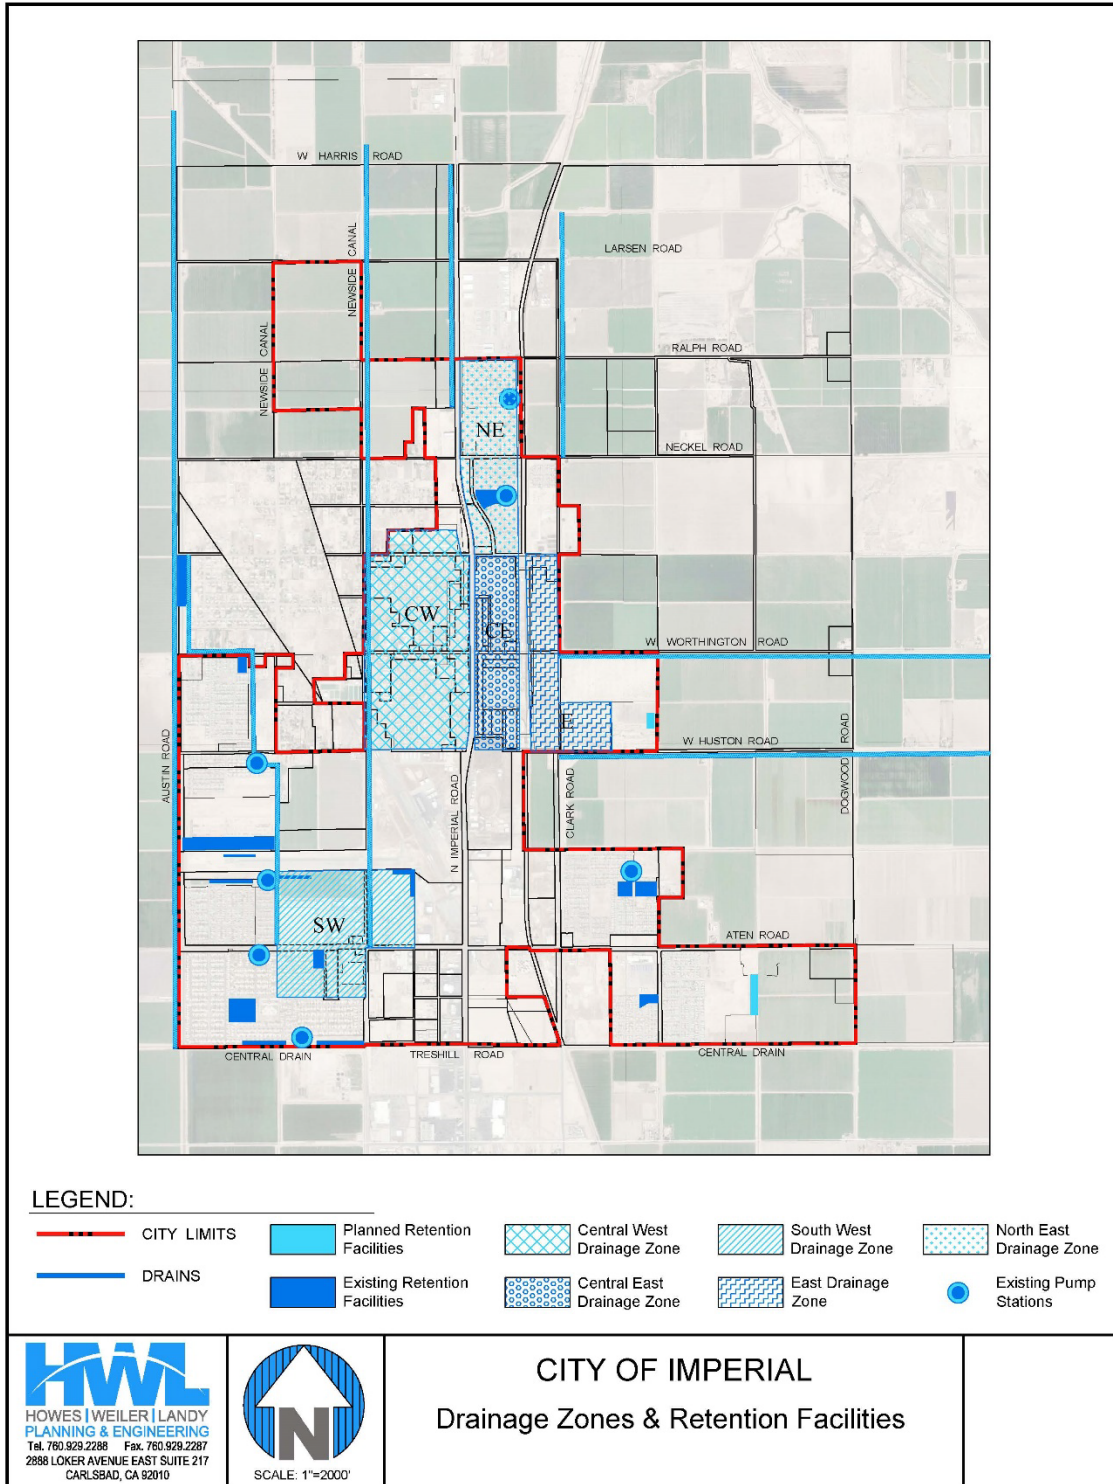 W HARRIS ROAD
NEWSIDE CANAL
LARSEN ROAD
NEWSIDE CANAL
RALPH ROAD
NE
NECKEL ROAD
CW
CE
W WORTHINGTON ROAD
E
AUSTIN ROAD
N IMPERIAL ROAD
CLARK ROAD
W HUSTON ROAD
DOGWOOD ROAD
SW
ATEN ROAD
CENTRAL DRAIN
TRESHILL ROAD
CENTRAL DRAIN
LEGEND:
CITY LIMITS
DRAINS
Planned Retention
Facilities
Existing Retention
Facilities
Central West
Drainage Zone
Central East
Drainage Zone
South West
Drainage Zone
East Drainage
Zone
North East
Drainage Zone
Existing Pump
Stations
HWL
HOWES | WEILER | LANDY
PLANNING & ENGINEERING
Tel. 760.929.2288 Fax. 760.929.2287
2888 LOKER AVENUE EAST SUITE 217
CARLSBAD, CA 92010
N
SCALE: 1"=2000'
CITY OF IMPERIAL
Drainage Zones & Retention Facilities